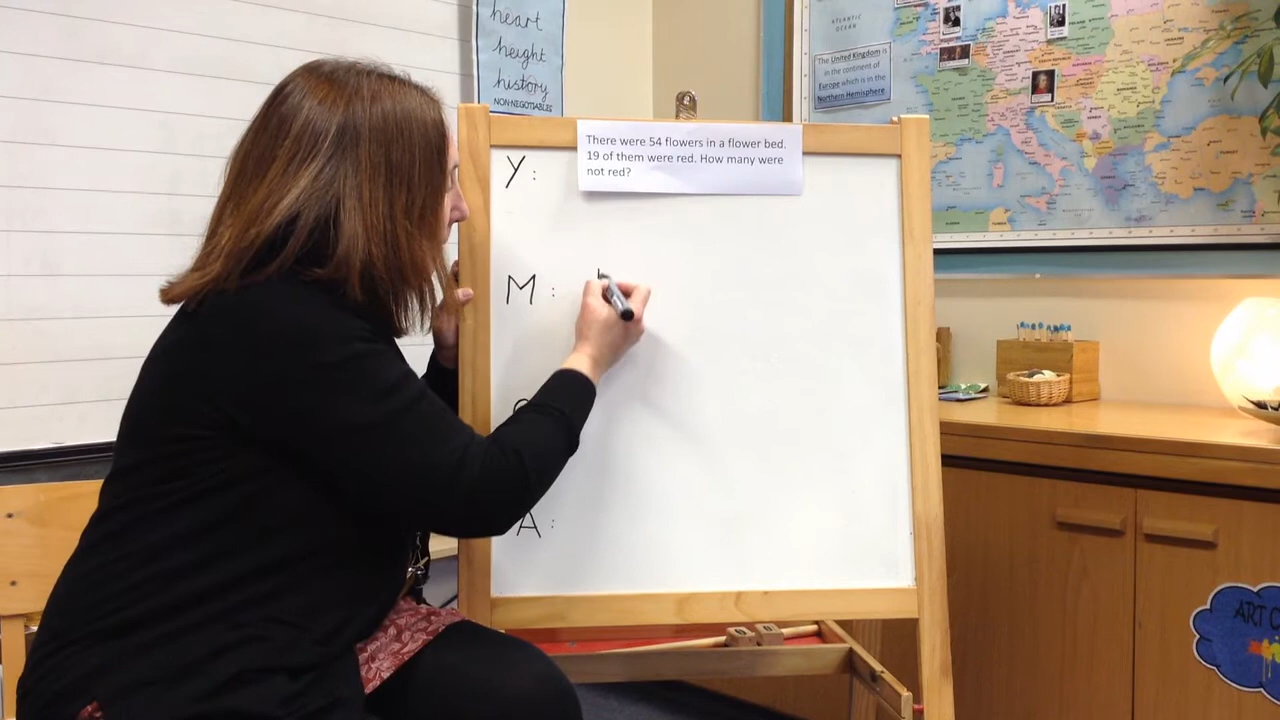 heart
height
history
NON-NEGOTIABLES
ATLANTIC
OCEAN
The United Kingdom is
in the continent of
Europe which is in the
Northern Hemisphere
There were 54 flowers in a flower bed.
19 of them were red. How many were
not red?
Y:
M:
A:
ART